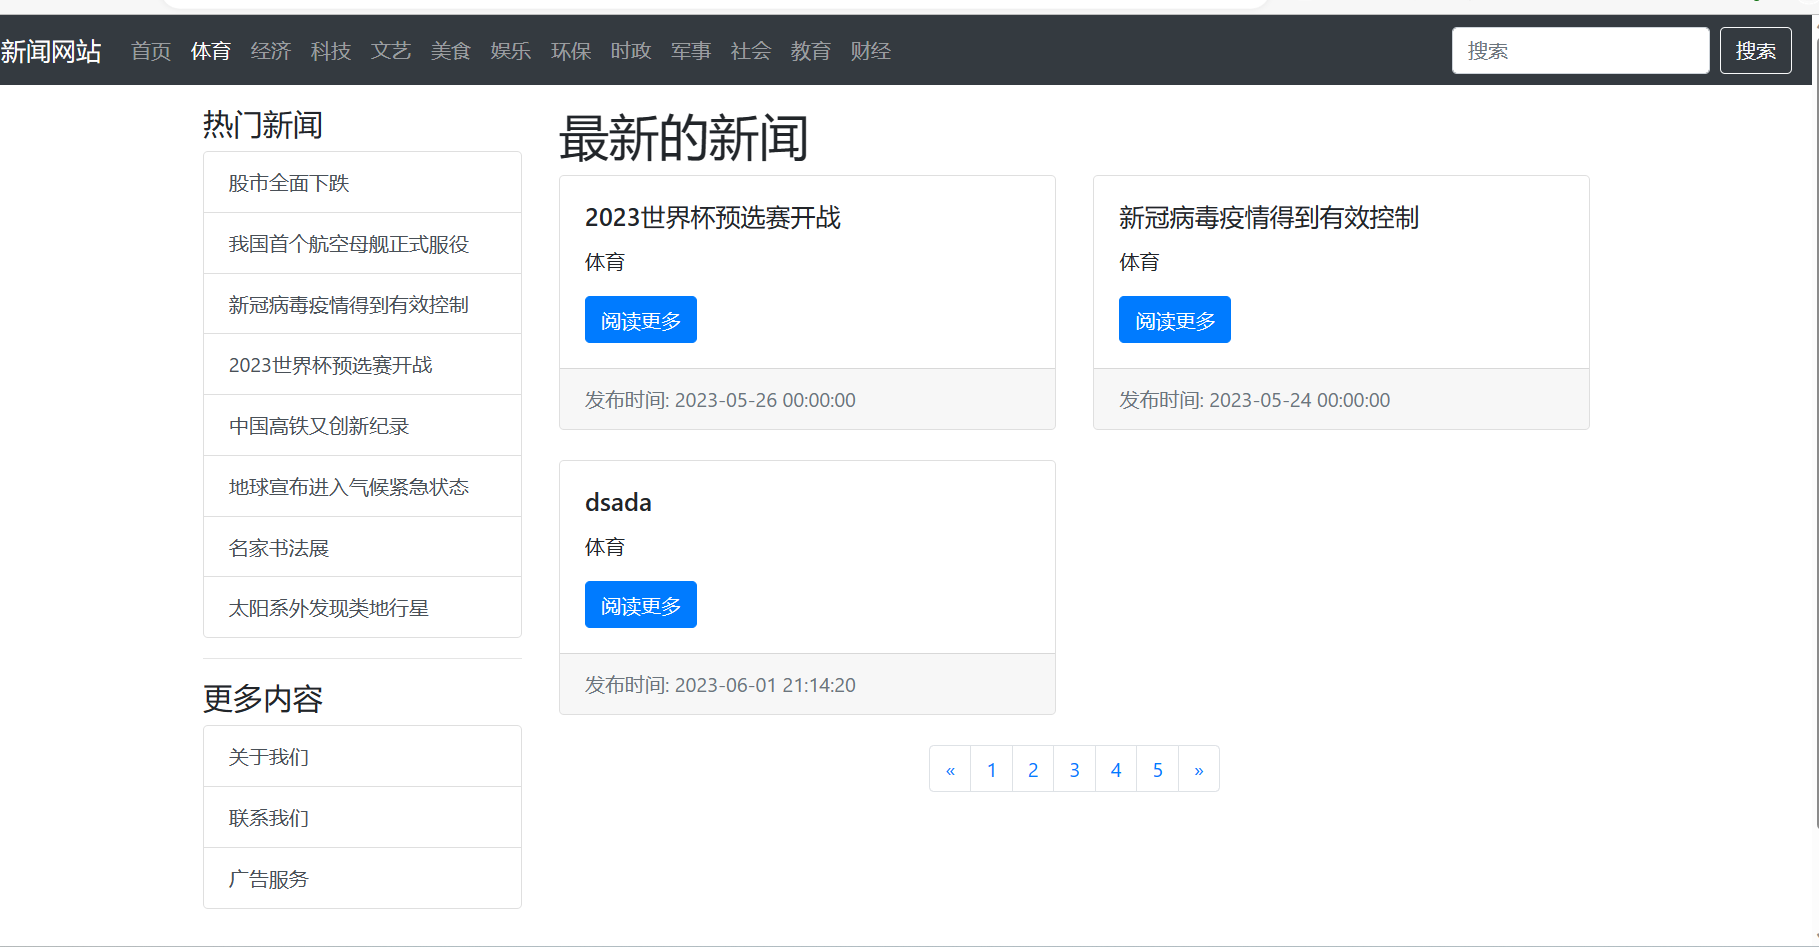 新闻网站 首页 体育 经济 科技 文艺 美食 娱乐 环保 时政 军事 社会 教育 财经 搜索 搜索
热门新闻
股市全面下跌
我国首个航空母舰正式服役
新冠病毒疫情得到有效控制
2023世界杯预选赛开战
中国高铁又创新纪录
地球宣布进入气候紧急状态
名家书法展
太阳系外发现类地行星
更多内容
关于我们
联系我们
广告服务
最新的新闻
2023世界杯预选赛开战
体育
阅读更多
发布时间: 2023-05-26 00:00:00
新冠病毒疫情得到有效控制
体育
阅读更多
发布时间: 2023-05-24 00:00:00
dsada
体育
阅读更多
发布时间: 2023-06-01 21:14:20
« 1 2 3 4 5 »